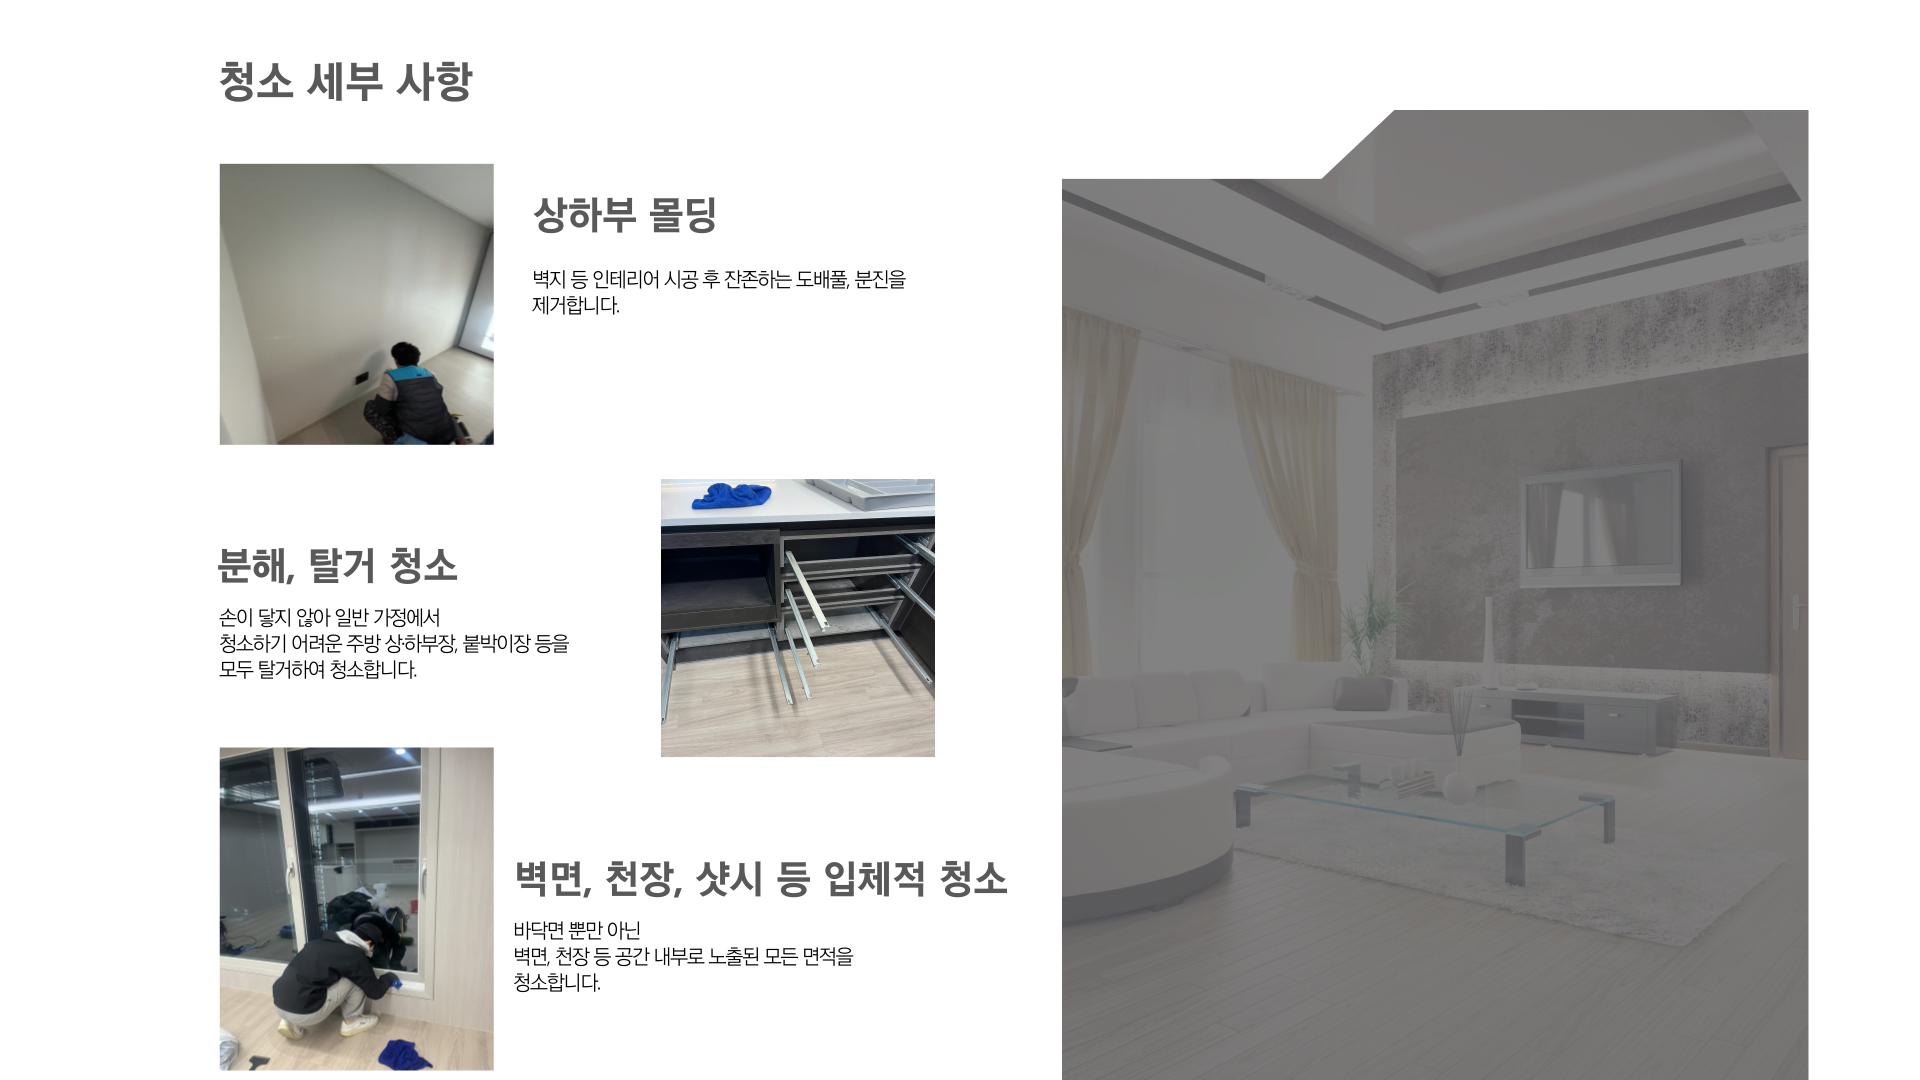 청소 세부 사항
상하부 몰딩
벽지 등 인테리어 시공 후 잔존하는 도배풀, 분진을
제거합니다.
분해, 탈거 청소
손이 닿지 않아 일반 가정에서
청소하기 어려운 주방 상·하부장, 붙박이장 등을
모두 탈거하여 청소합니다.
벽면, 천장, 샷시 등 입체적 청소
바닥면 뿐만 아닌
벽면, 천장 등 공간 내부로 노출된 모든 면적을
청소합니다.